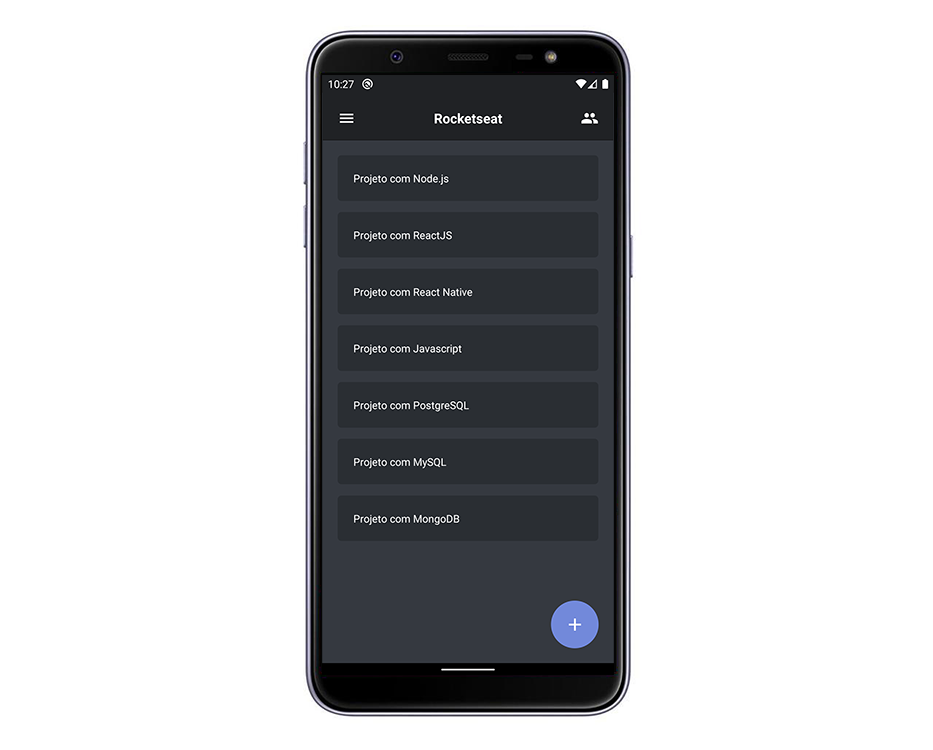 10:27
Rocketseat
Projeto com Node.js
Projeto com ReactJS
Projeto com React Native
Projeto com Javascript
Projeto com PostgreSQL
Projeto com MySQL
Projeto com MongoDB